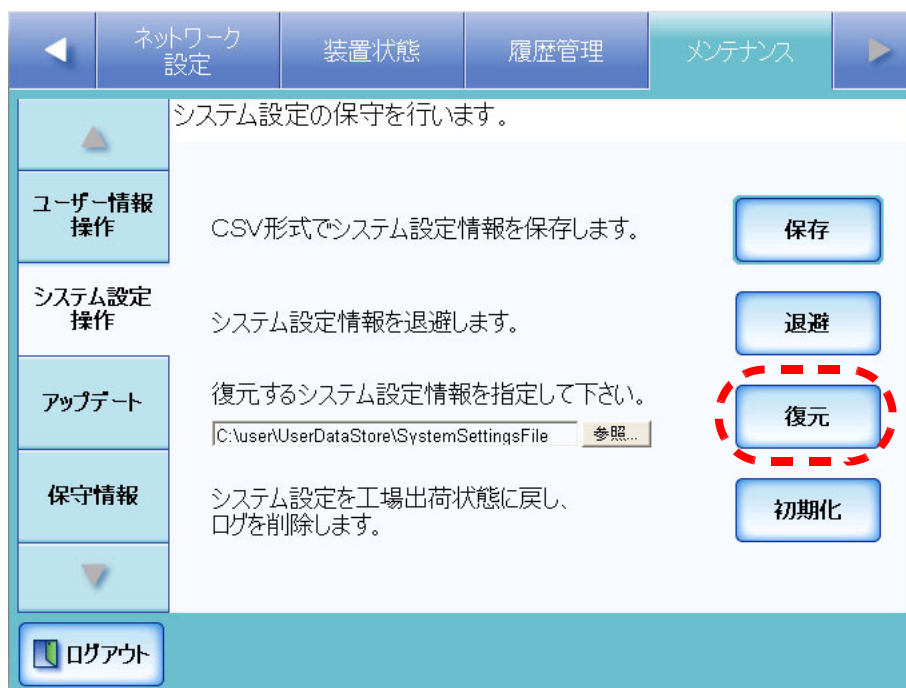 ネットワーク
設定
装置状態
履歴管理
メンテナンス
システム設定の保守を行います。
ユーザー情報
操作
CSV形式でシステム設定情報を保存します。
保存
システム設定
操作
システム設定情報を退避します。
退避
アップデート
復元するシステム設定情報を指定して下さい。
C:\user\UserDataStore\SystemSettingsFile
参照...
復元
保守情報
システム設定を工場出荷状態に戻し、
ログを削除します。
初期化
ログアウト